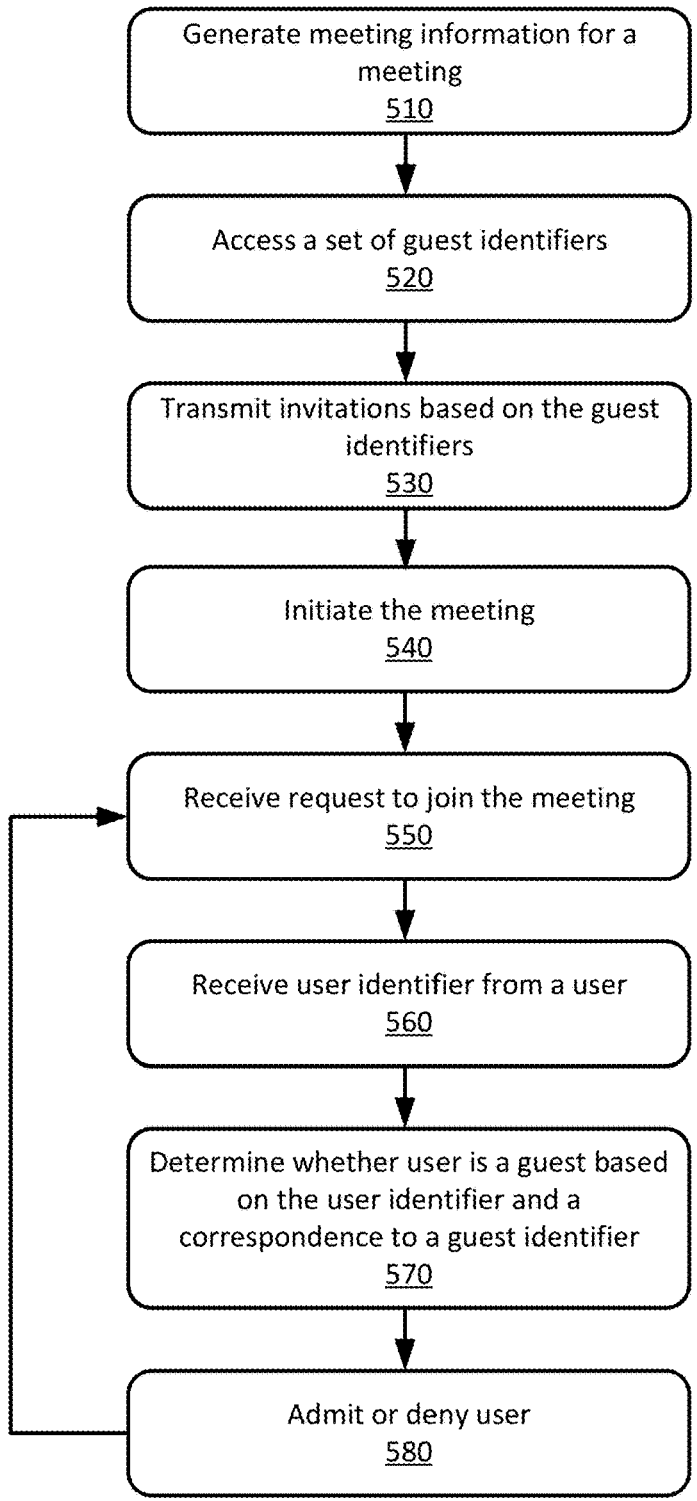 Generate meeting information for a
meeting
510
Access a set of guest identifiers
520
Transmit invitations based on the guest
identifiers
530
Initiate the meeting
540
Receive request to join the meeting
550
Receive user identifier from a user
560
Determine whether user is a guest based
on the user identifier and a
correspondence to a guest identifier
570
Admit or deny user
580